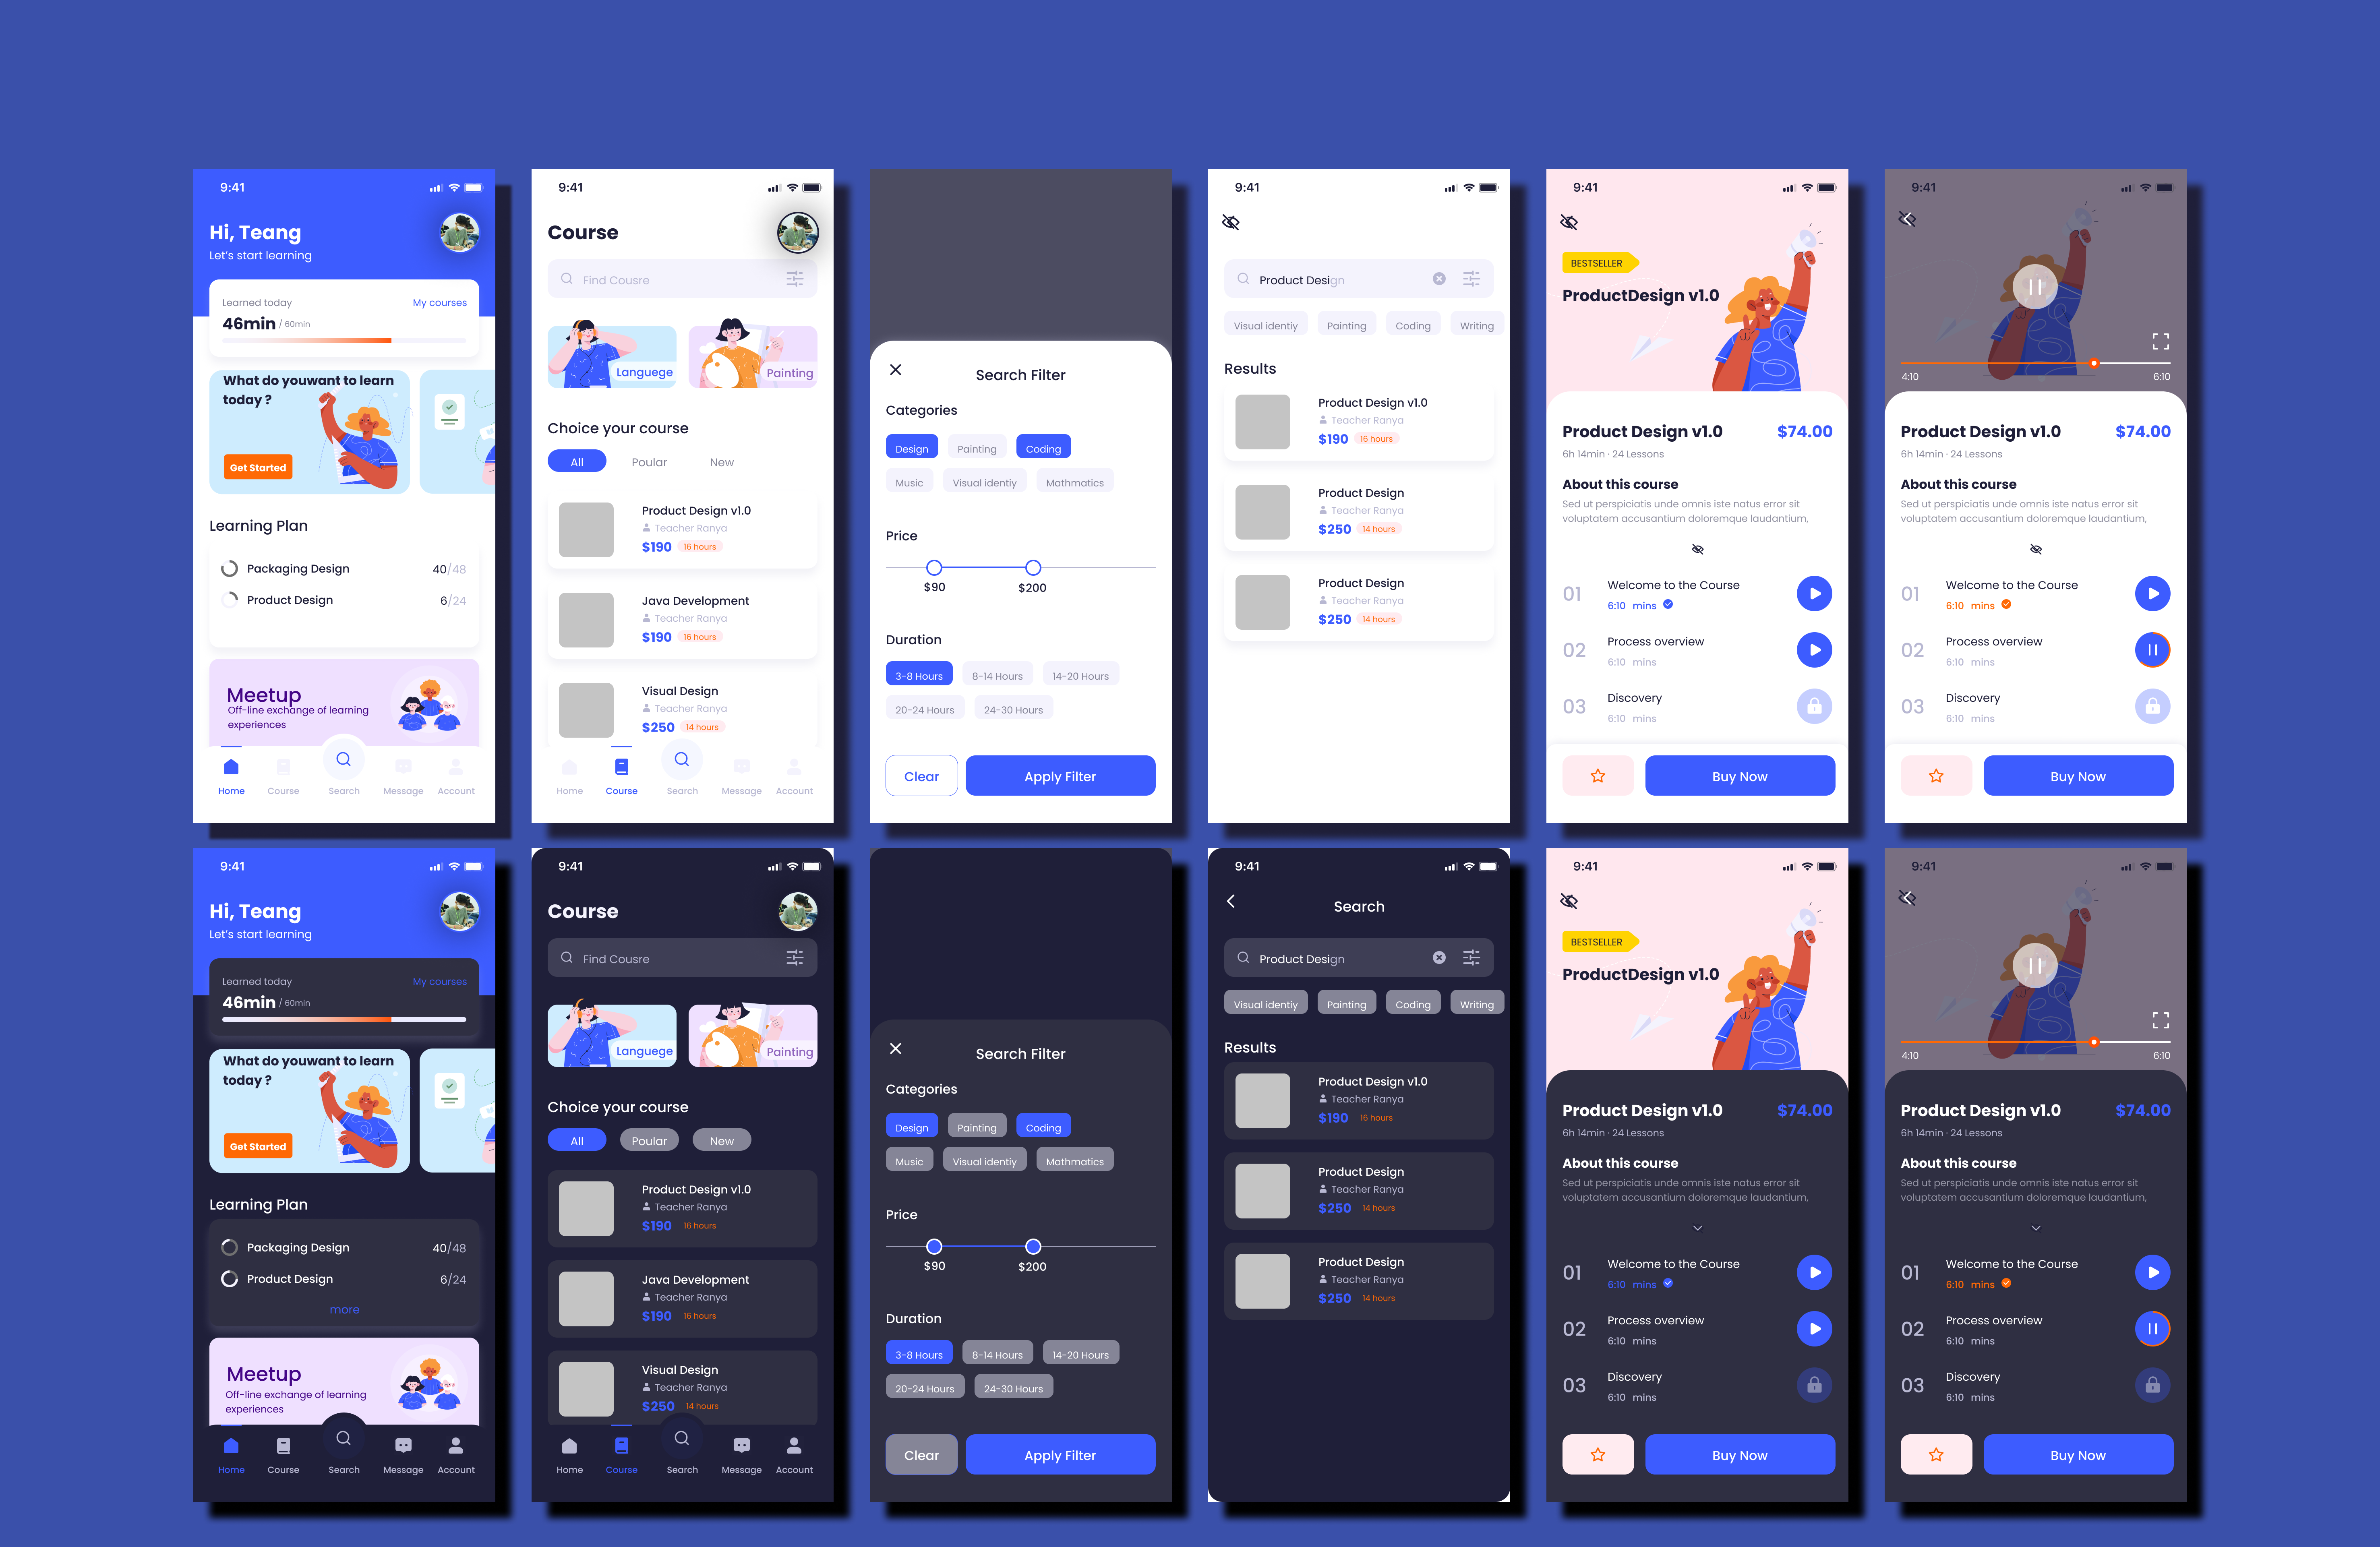 9:41
Hi, Teang
Let's start learning
Learned today
My courses
46min / 60min
What do youwant to learn
today ?
Get Started
Learning Plan
Packaging Design
40/48
Product Design
6/24
Meetup
Off-line exchange of learning
experiences
Home
Course
Search
Message
Account
9:41
Course
Find Cousre
Languege
Painting
Choice your course
All
Poular
New
Product Design v1.0
Teacher Ranya
$190
16 hours
Java Development
Teacher Ranya
$190
16 hours
Visual Design
Teacher Ranya
$250
14 hours
Home
Course
Search
Message
Account
Search Filter
Categories
Design
Painting
Coding
Music
Visual identiy
Mathmatics
Price
$90
$200
Duration
3-8 Hours
8-14 Hours
14-20 Hours
20-24 Hours
24-30 Hours
Clear
Apply Filter
9:41
Product Design
Visual identiy
Painting
Coding
Writing
Results
Product Design v1.0
Teacher Ranya
$190
16 hours
Product Design
Teacher Ranya
$250
14 hours
Product Design
Teacher Ranya
$250
14 hours
9:41
BESTSELLER
ProductDesign v1.0
Product Design v1.0
$74.00
6h 14min · 24 Lessons
About this course
Sed ut perspiciatis unde omnis iste natus error sit
voluptatem accusantium doloremque laudantium,
01
Welcome to the Course
6:10 mins
02
Process overview
6:10 mins
03
Discovery
6:10 mins
Buy Now
9:41
4:10
6:10
Product Design v1.0
$74.00
6h 14min · 24 Lessons
About this course
Sed ut perspiciatis unde omnis iste natus error sit
voluptatem accusantium doloremque laudantium,
01
Welcome to the Course
6:10 mins
02
Process overview
6:10 mins
03
Discovery
6:10 mins
Buy Now
9:41
Hi, Teang
Let's start learning
Learned today
My courses
46min / 60min
What do youwant to learn
today ?
Get Started
Learning Plan
Packaging Design
40/48
Product Design
6/24
more
Meetup
Off-line exchange of learning
experiences
Home
Course
Search
Message
Account
9:41
Course
Find Cousre
Languege
Painting
Choice your course
All
Poular
New
Product Design v1.0
Teacher Ranya
$190
16 hours
Java Development
Teacher Ranya
$190
16 hours
Visual Design
Teacher Ranya
$250
14 hours
Home
Course
Search
Message
Account
Search Filter
Categories
Design
Painting
Coding
Music
Visual identiy
Mathmatics
Price
$90
$200
Duration
3-8 Hours
8-14 Hours
14-20 Hours
20-24 Hours
24-30 Hours
Clear
Apply Filter
9:41
Search
Product Design
Visual identiy
Painting
Coding
Writing
Results
Product Design v1.0
Teacher Ranya
$190
16 hours
Product Design
Teacher Ranya
$250
14 hours
Product Design
Teacher Ranya
$250
14 hours
9:41
BESTSELLER
ProductDesign v1.0
Product Design v1.0
$74.00
6h 14min · 24 Lessons
About this course
Sed ut perspiciatis unde omnis iste natus error sit
voluptatem accusantium doloremque laudantium,
01
Welcome to the Course
6:10 mins
02
Process overview
6:10 mins
03
Discovery
6:10 mins
Buy Now
9:41
4:10
6:10
Product Design v1.0
$74.00
6h 14min · 24 Lessons
About this course
Sed ut perspiciatis unde omnis iste natus error sit
voluptatem accusantium doloremque laudantium,
01
Welcome to the Course
6:10 mins
02
Process overview
6:10 mins
03
Discovery
6:10 mins
Buy Now